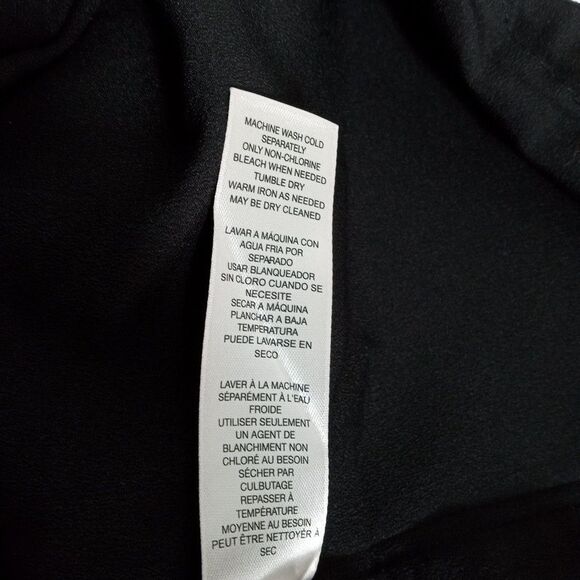 MACHINE WASH COLD
SEPARATELY
ONLY NON-CHLORINE
BLEACH WHEN NEEDED
TUMBLE DRY
WARM IRON AS NEEDED
MAY BE DRY CLEANED
LAVAR A MÁQUINA CON
AGUA FRIA POR
SEPARADO
USAR BLANQUEADOR
SIN CLORO CUANDO SE
NECESITE
SECAR A MÁQUINA
PLANCHAR A BAJA
TEMPERATURA
PUEDE LAVARSE EN
SECO
LAVER À LA MACHINE
SÉPARÉMENT À L'EAU
FROIDE
UTILISER SEULEMENT
UN AGENT DE
BLANCHIMENT NON
CHLORÉ AU BESOIN
SÉCHER PAR
CULBUTAGE
REPASSER À
TEMPÉRATURE
MOYENNE AU BESOIN
PEUT ÊTRE NETTOYÉR À
SEC